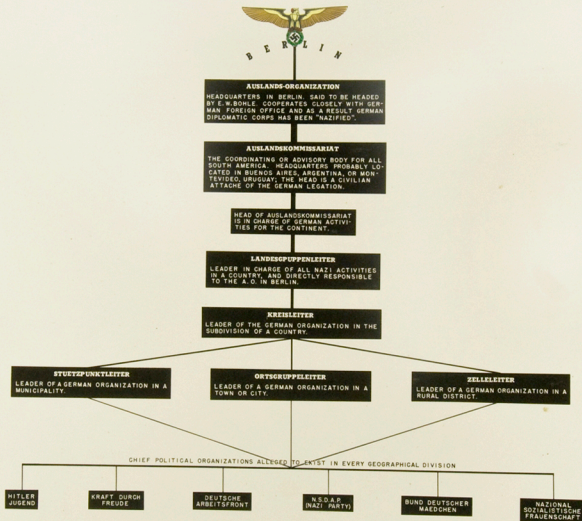 BERLIN
AUSLANDS-ORGANIZATION
HEADQUARTERS IN BERLIN. SAID TO BE HEADED
BY E.W. BOHLE. COOPERATES CLOSELY WITH GER-
MAN FOREIGN OFFICE AND AS A RESULT GERMAN
DIPLOMATIC CORPS HAS BEEN "NAZIFIED".
AUSLANDSKOMMISSARIAT
THE COORDINATING OR ADVISORY BODY FOR ALL
SOUTH AMERICA. HEADQUARTERS PROBABLY LO-
CATED IN BUENOS AIRES, ARGENTINA, OR MON-
TEVIDEO, URUGUAY; THE HEAD IS A CIVILIAN
ATTACHE OF THE GERMAN LEGATION.
HEAD OF AUSLANDSKOMMISSARIAT
IS IN CHARGE OF GERMAN ACTIVI-
TIES FOR THE CONTINENT.
LANDESGPUPPENLEITER
LEADER IN CHARGE OF ALL NAZI ACTIVITIES
IN A COUNTRY, AND DIRECTLY RESPONSIBLE
TO THE A.O. IN BERLIN.
KREISLEITER
LEADER OF THE GERMAN ORGANIZATION IN THE
SUBDIVISION OF A COUNTRY.
STUETZPUNKTLEITER
LEADER OF A GERMAN ORGANIZATION IN A
MUNICIPALITY.
ORTSGRUPPELEITER
LEADER OF A GERMAN ORGANIZATION IN A
TOWN OR CITY.
ZELLELEITER
LEADER OF A GERMAN ORGANIZATION IN A
RURAL DISTRICT.
CHIEF POLITICAL ORGANIZATIONS ALLEGED TO EXIST IN EVERY GEOGRAPHICAL DIVISION
HITLER
JUGEND
KRAFT DURCH
FREUDE
DEUTSCHE
ARBEITSFRONT
N.S.D.A.P.
(NAZI PARTY)
BUND DEUTSCHER
MAEDCHEN
NAZIONAL
SOZIALISTISCHE
FRAUENSCHAFT